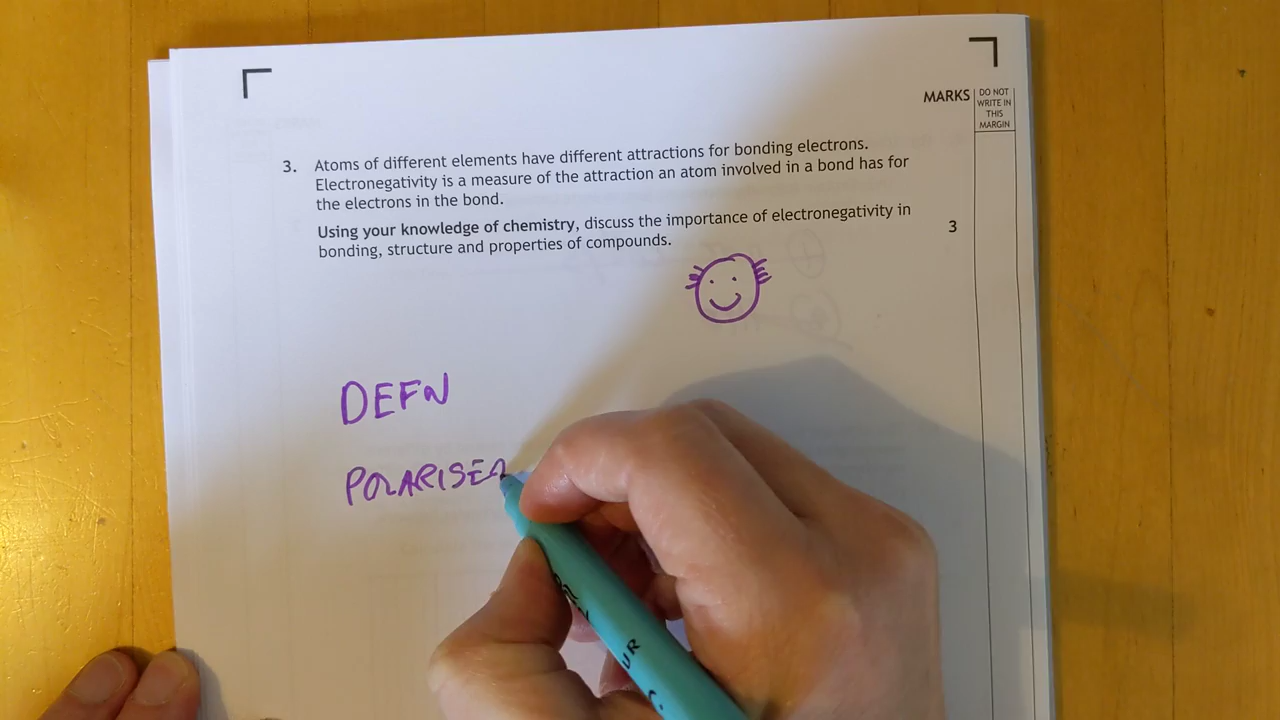 MARKS
DO NOT
WRITE IN
THIS
MARGIN
3. Atoms of different elements have different attractions for bonding electrons.
Electronegativity is a measure of the attraction an atom involved in a bond has for
the electrons in the bond.
Using your knowledge of chemistry, discuss the importance of electronegativity in
bonding, structure and properties of compounds.
3
DEFN
POLARISED